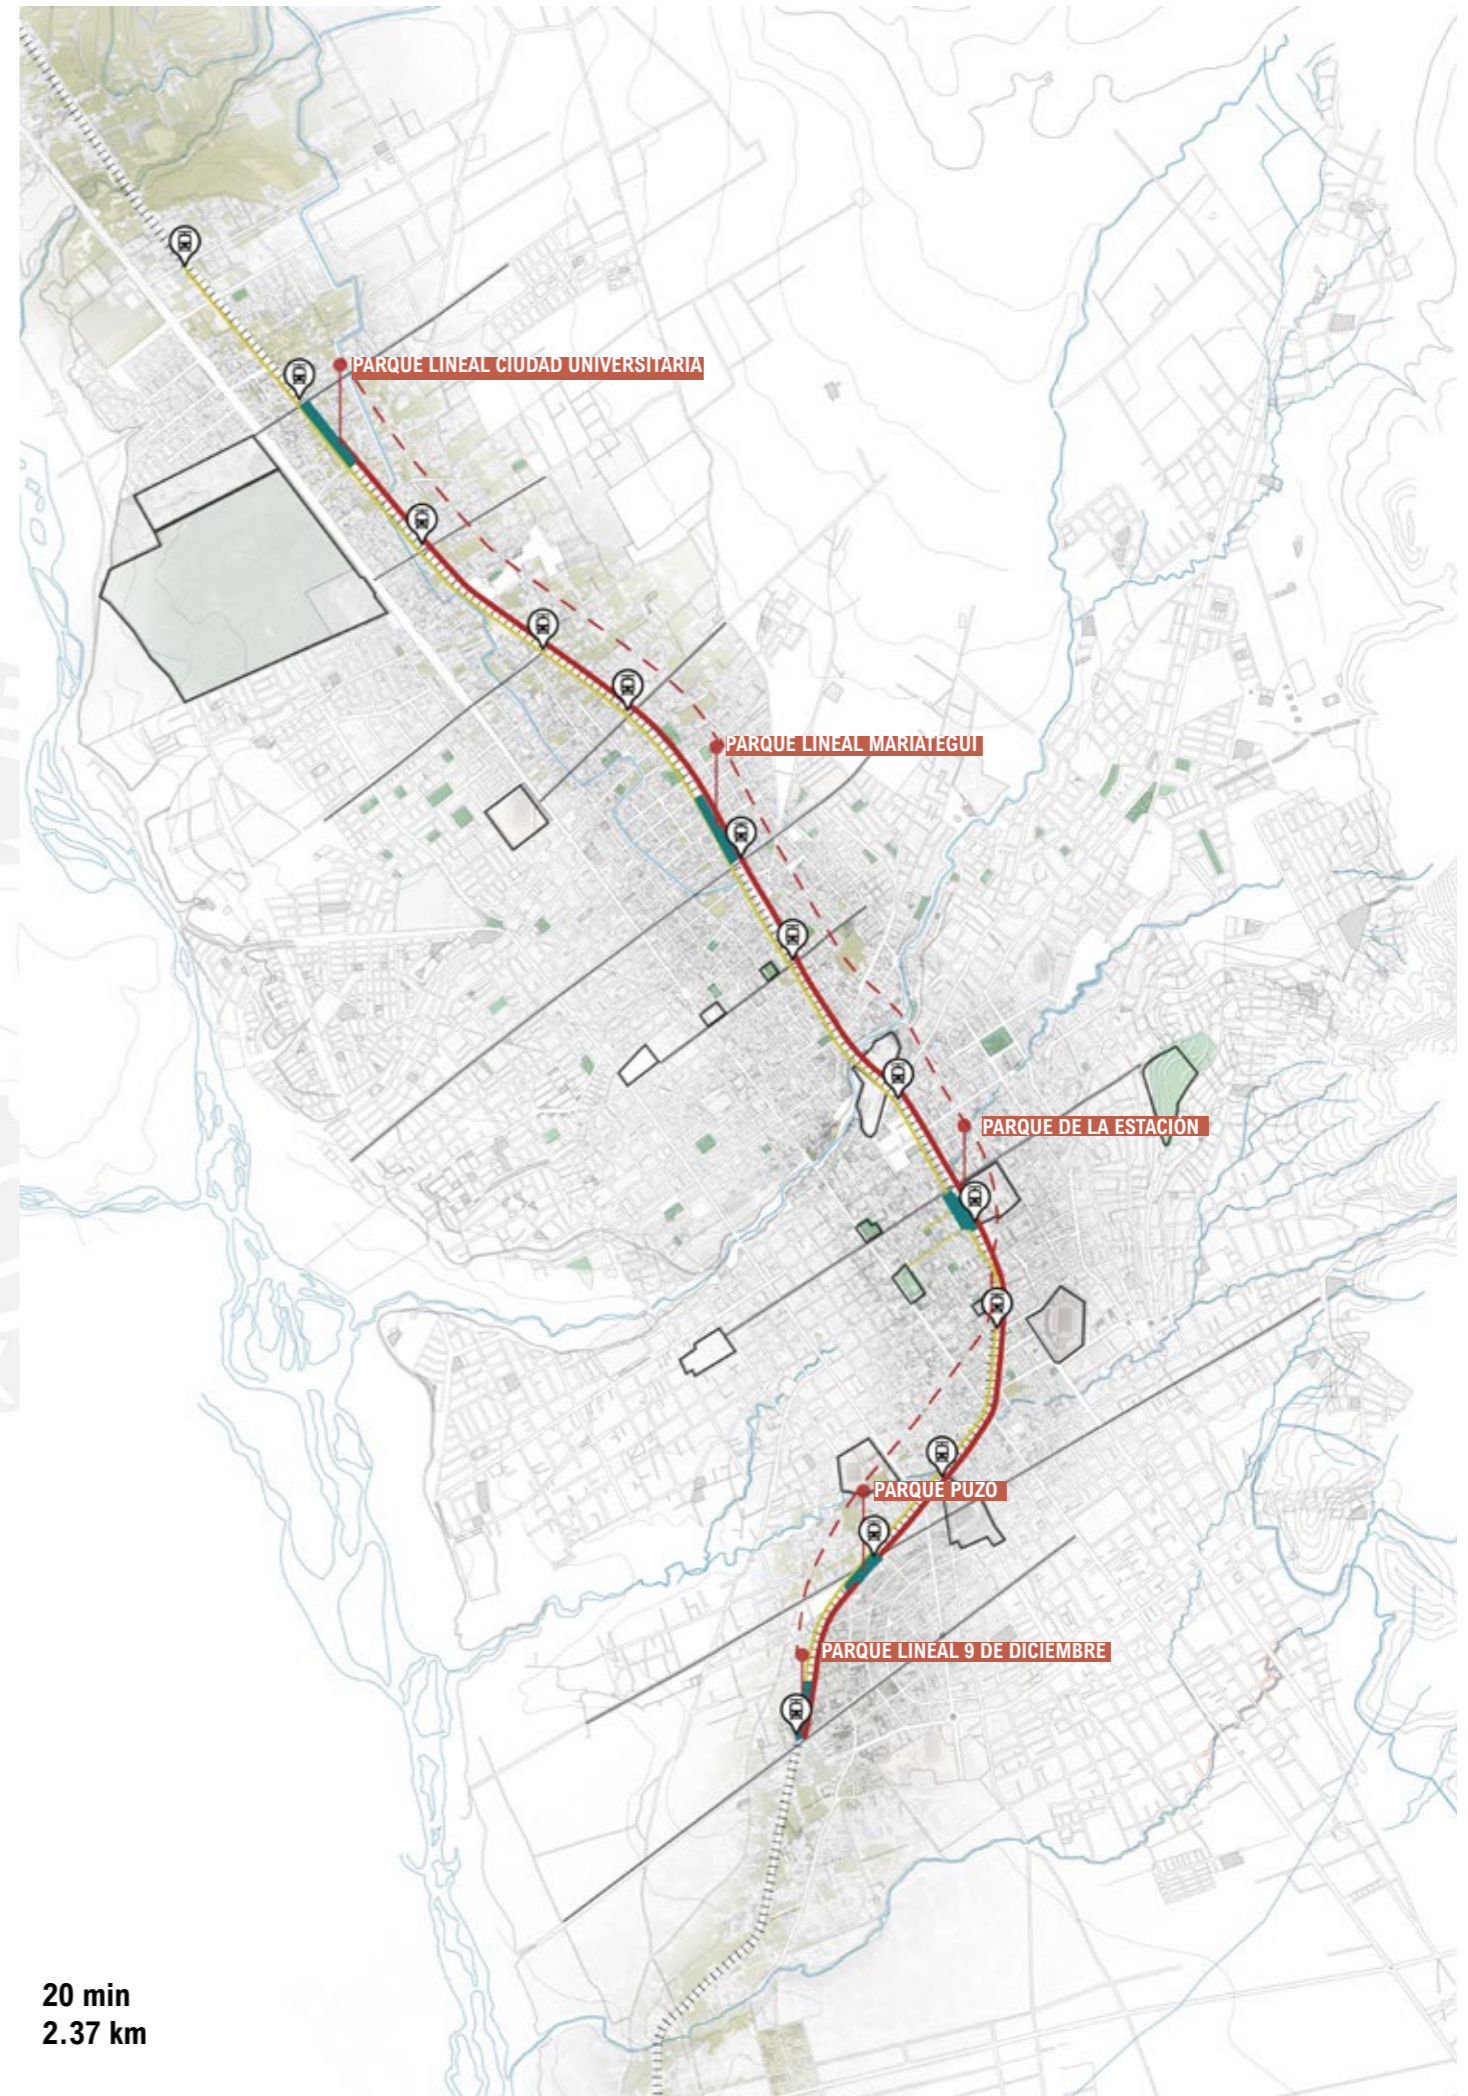 PARQUE LINEAL CIUDAD UNIVERSITARIA
PARQUE LINEAL MARIATEGUI
PARQUE DE LA ESTACIÓN
PARQUE PUZO
PARQUE LINEAL 9 DE DICIEMBRE
20 min
2.37 km